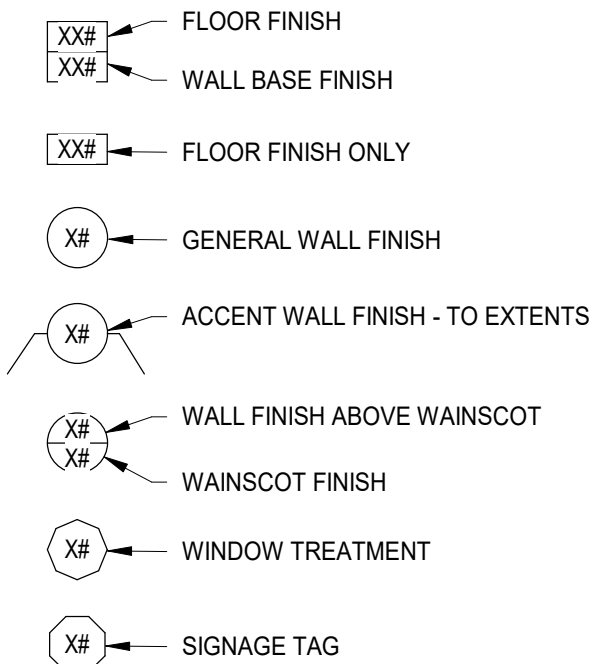 XX# FLOOR FINISH
XX# WALL BASE FINISH
XX# FLOOR FINISH ONLY
X# GENERAL WALL FINISH
X# ACCENT WALL FINISH - TO EXTENTS
X# WALL FINISH ABOVE WAINSCOT
X# WAINSCOT FINISH
X# WINDOW TREATMENT
X# SIGNAGE TAG